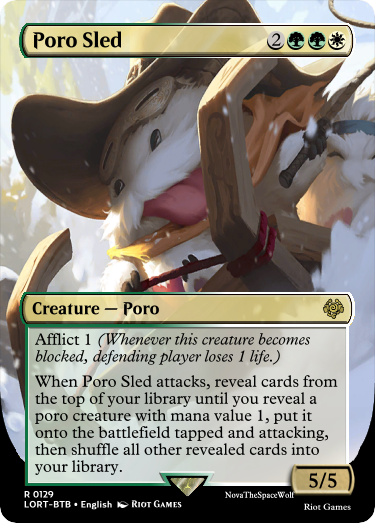 Poro Sled 2
Creature — Poro
Afflict 1 (Whenever this creature becomes
blocked, defending player loses 1 life.)
When Poro Sled attacks, reveal cards from
the top of your library until you reveal a
poro creature with mana value 1, put it
onto the battlefield tapped and attacking,
then shuffle all other revealed cards into
your library.
5/5
R 0129
LORT-BTB • English Riot Games
NovaTheSpaceWolf
Riot Games